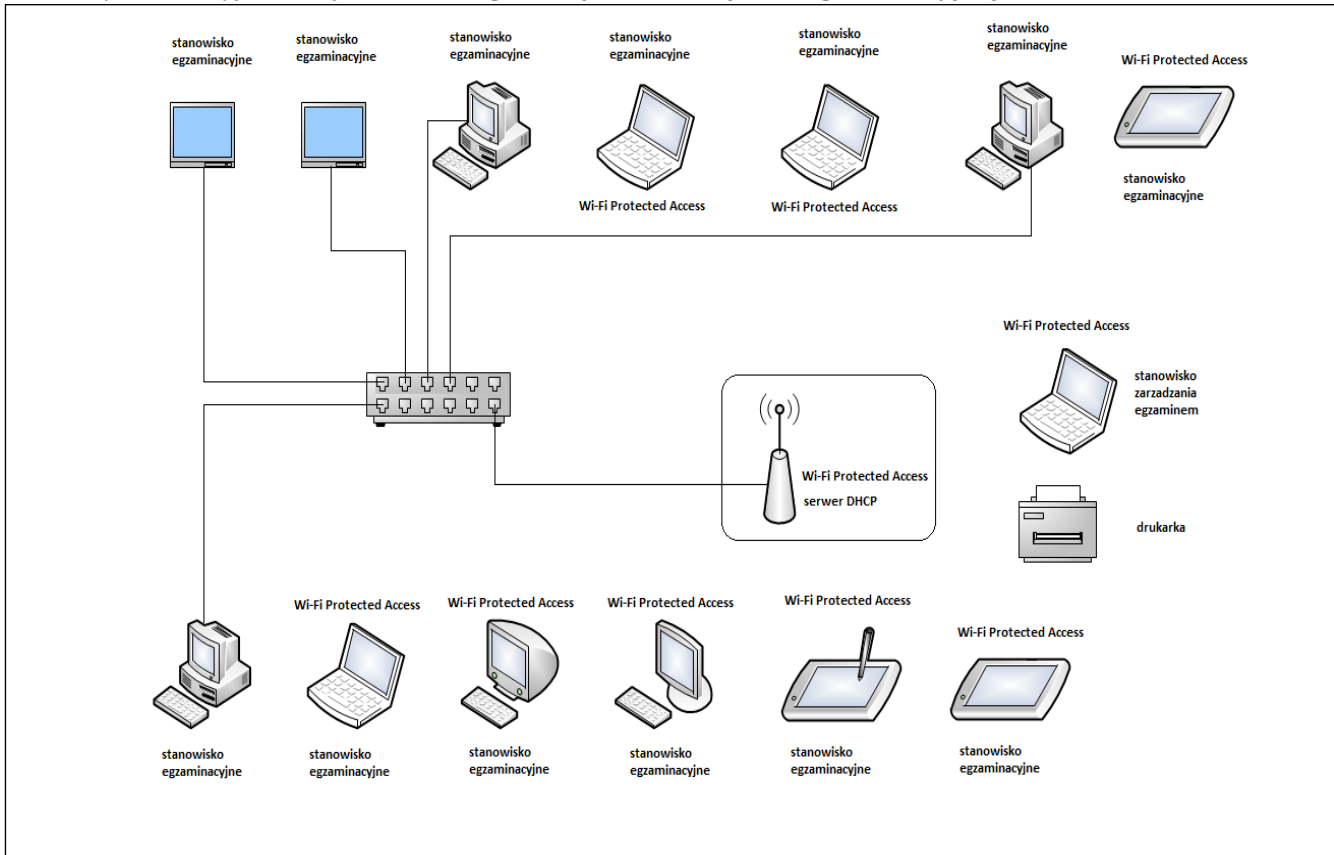 stanowisko
egzaminacyjne
stanowisko
egzaminacyjne
stanowisko
egzaminacyjne
stanowisko
egzaminacyjne
stanowisko
egzaminacyjne
stanowisko
egzaminacyjne
Wi-Fi Protected Access
Wi-Fi Protected Access
Wi-Fi Protected Access
stanowisko
egzaminacyjne
Wi-Fi Protected Access
stanowisko
zarzadzania
egzaminem
Wi-Fi Protected Access
serwer DHCP
drukarka
Wi-Fi Protected Access
Wi-Fi Protected Access
Wi-Fi Protected Access
Wi-Fi Protected Access
Wi-Fi Protected Access
stanowisko
egzaminacyjne
stanowisko
egzaminacyjne
stanowisko
egzaminacyjne
stanowisko
egzaminacyjne
stanowisko
egzaminacyjne
stanowisko
egzaminacyjne